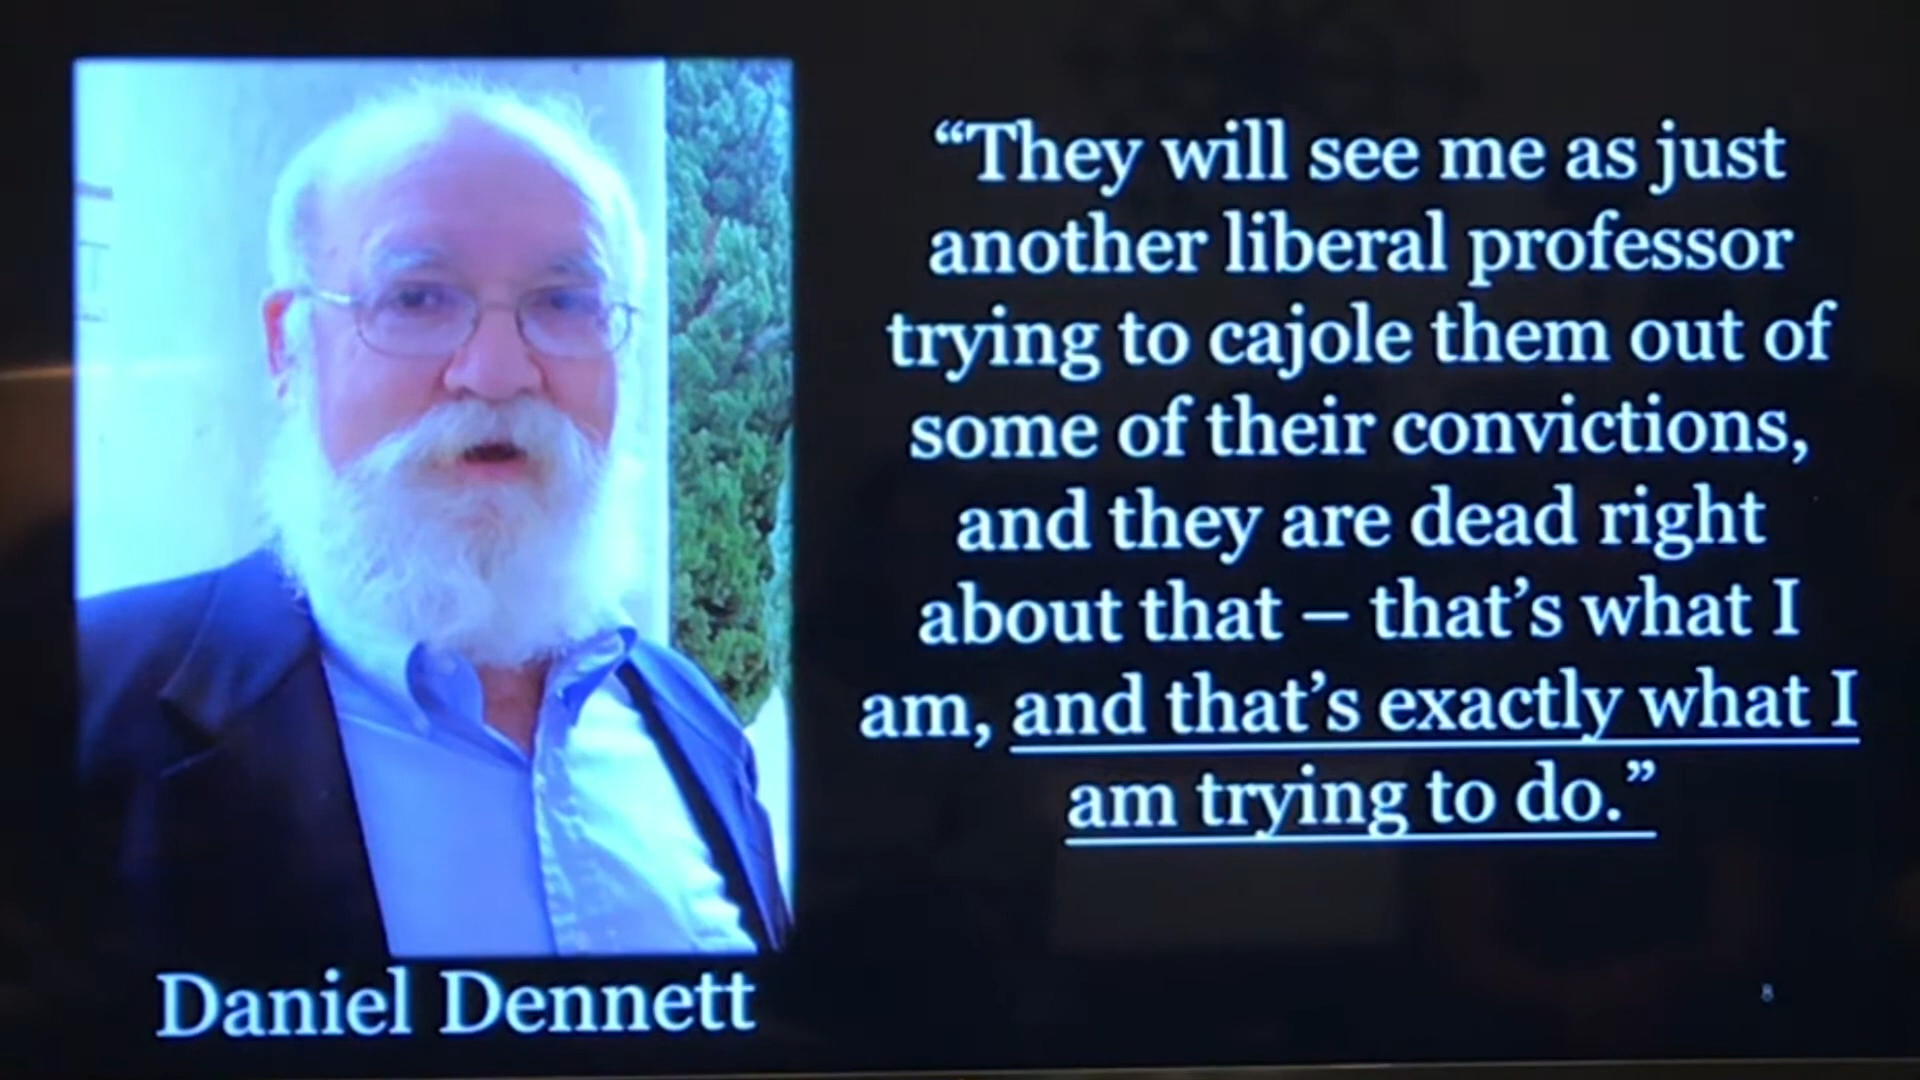 “They will see me as just
another liberal professor
trying to cajole them out of
some of their convictions,
and they are dead right
about that – that’s what I
am, and that’s exactly what I
am trying to do.”
Daniel Dennett
8